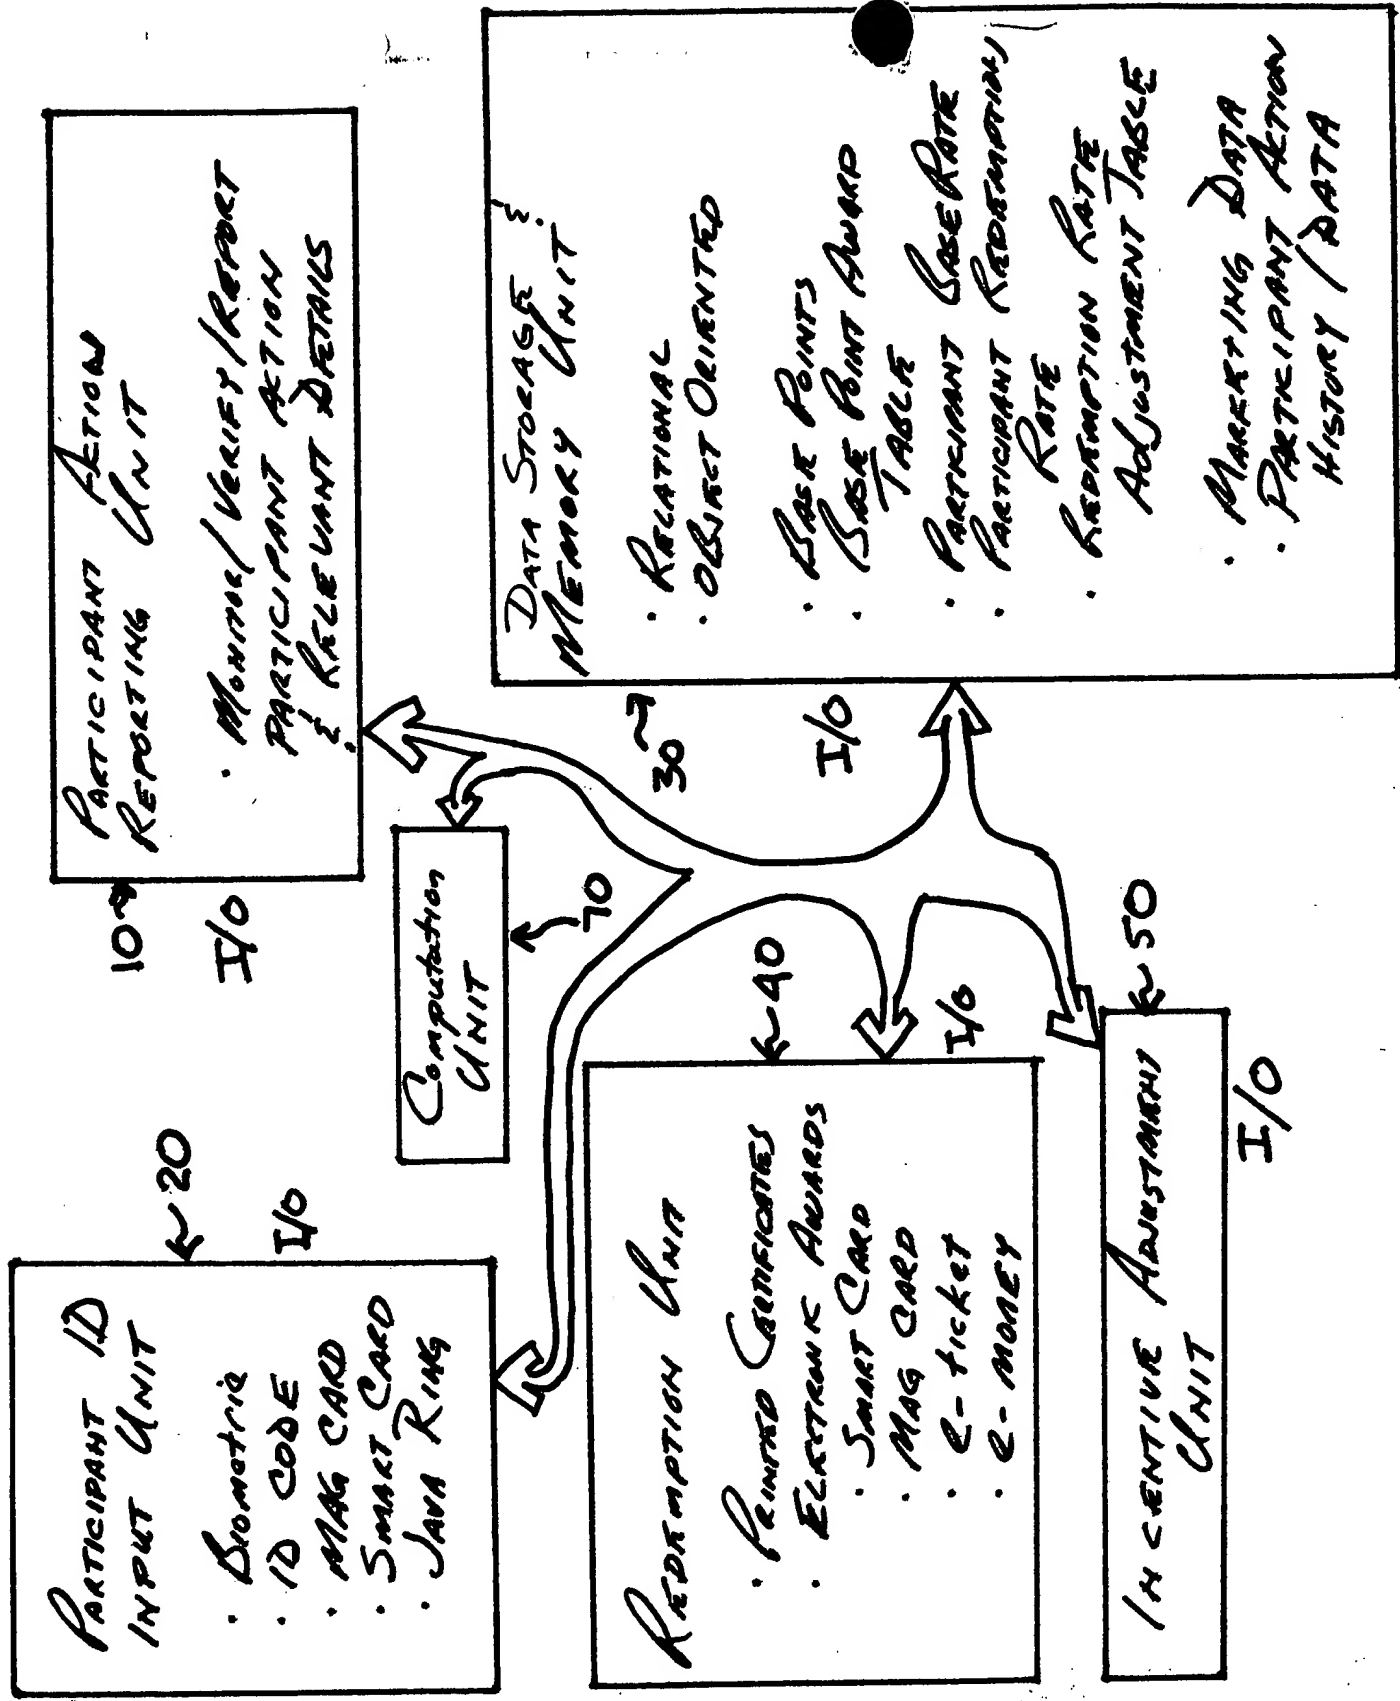 PARTICIPANT ID
INPUT UNIT
· Biometric
· ID CODE
· MAG CARD
· SMART CARD
· JAVA RING
20
I/O
PARTICIPANT ACTION
REPORTING UNIT
· MONITOR/VERIFY/REPORT
PARTICIPANT ACTION
& RELEVANT DETAILS
10
I/O
Computation
UNIT
70
REDEMPTION UNIT
· PRINTED CERTIFICATES
· ELECTRONIC AWARDS
· SMART CARD
· MAG CARD
· e-ticket
· e-MONEY
40
I/O
DATA STORAGE &
MEMORY UNIT
· RELATIONAL
· OBJECT ORIENTED
· BASE POINTS
· BASE POINT AWARD
TABLE
· PARTICIPANT BASE RATE
· PARTICIPANT REDEMPTION
RATE
· REDEMPTION RATE
ADJUSTMENT TABLE
· MARKETING DATA
· PARTICIPANT ACTION
HISTORY / DATA
30
I/O
INCENTIVE ADJUSTMENT
UNIT
50
I/O